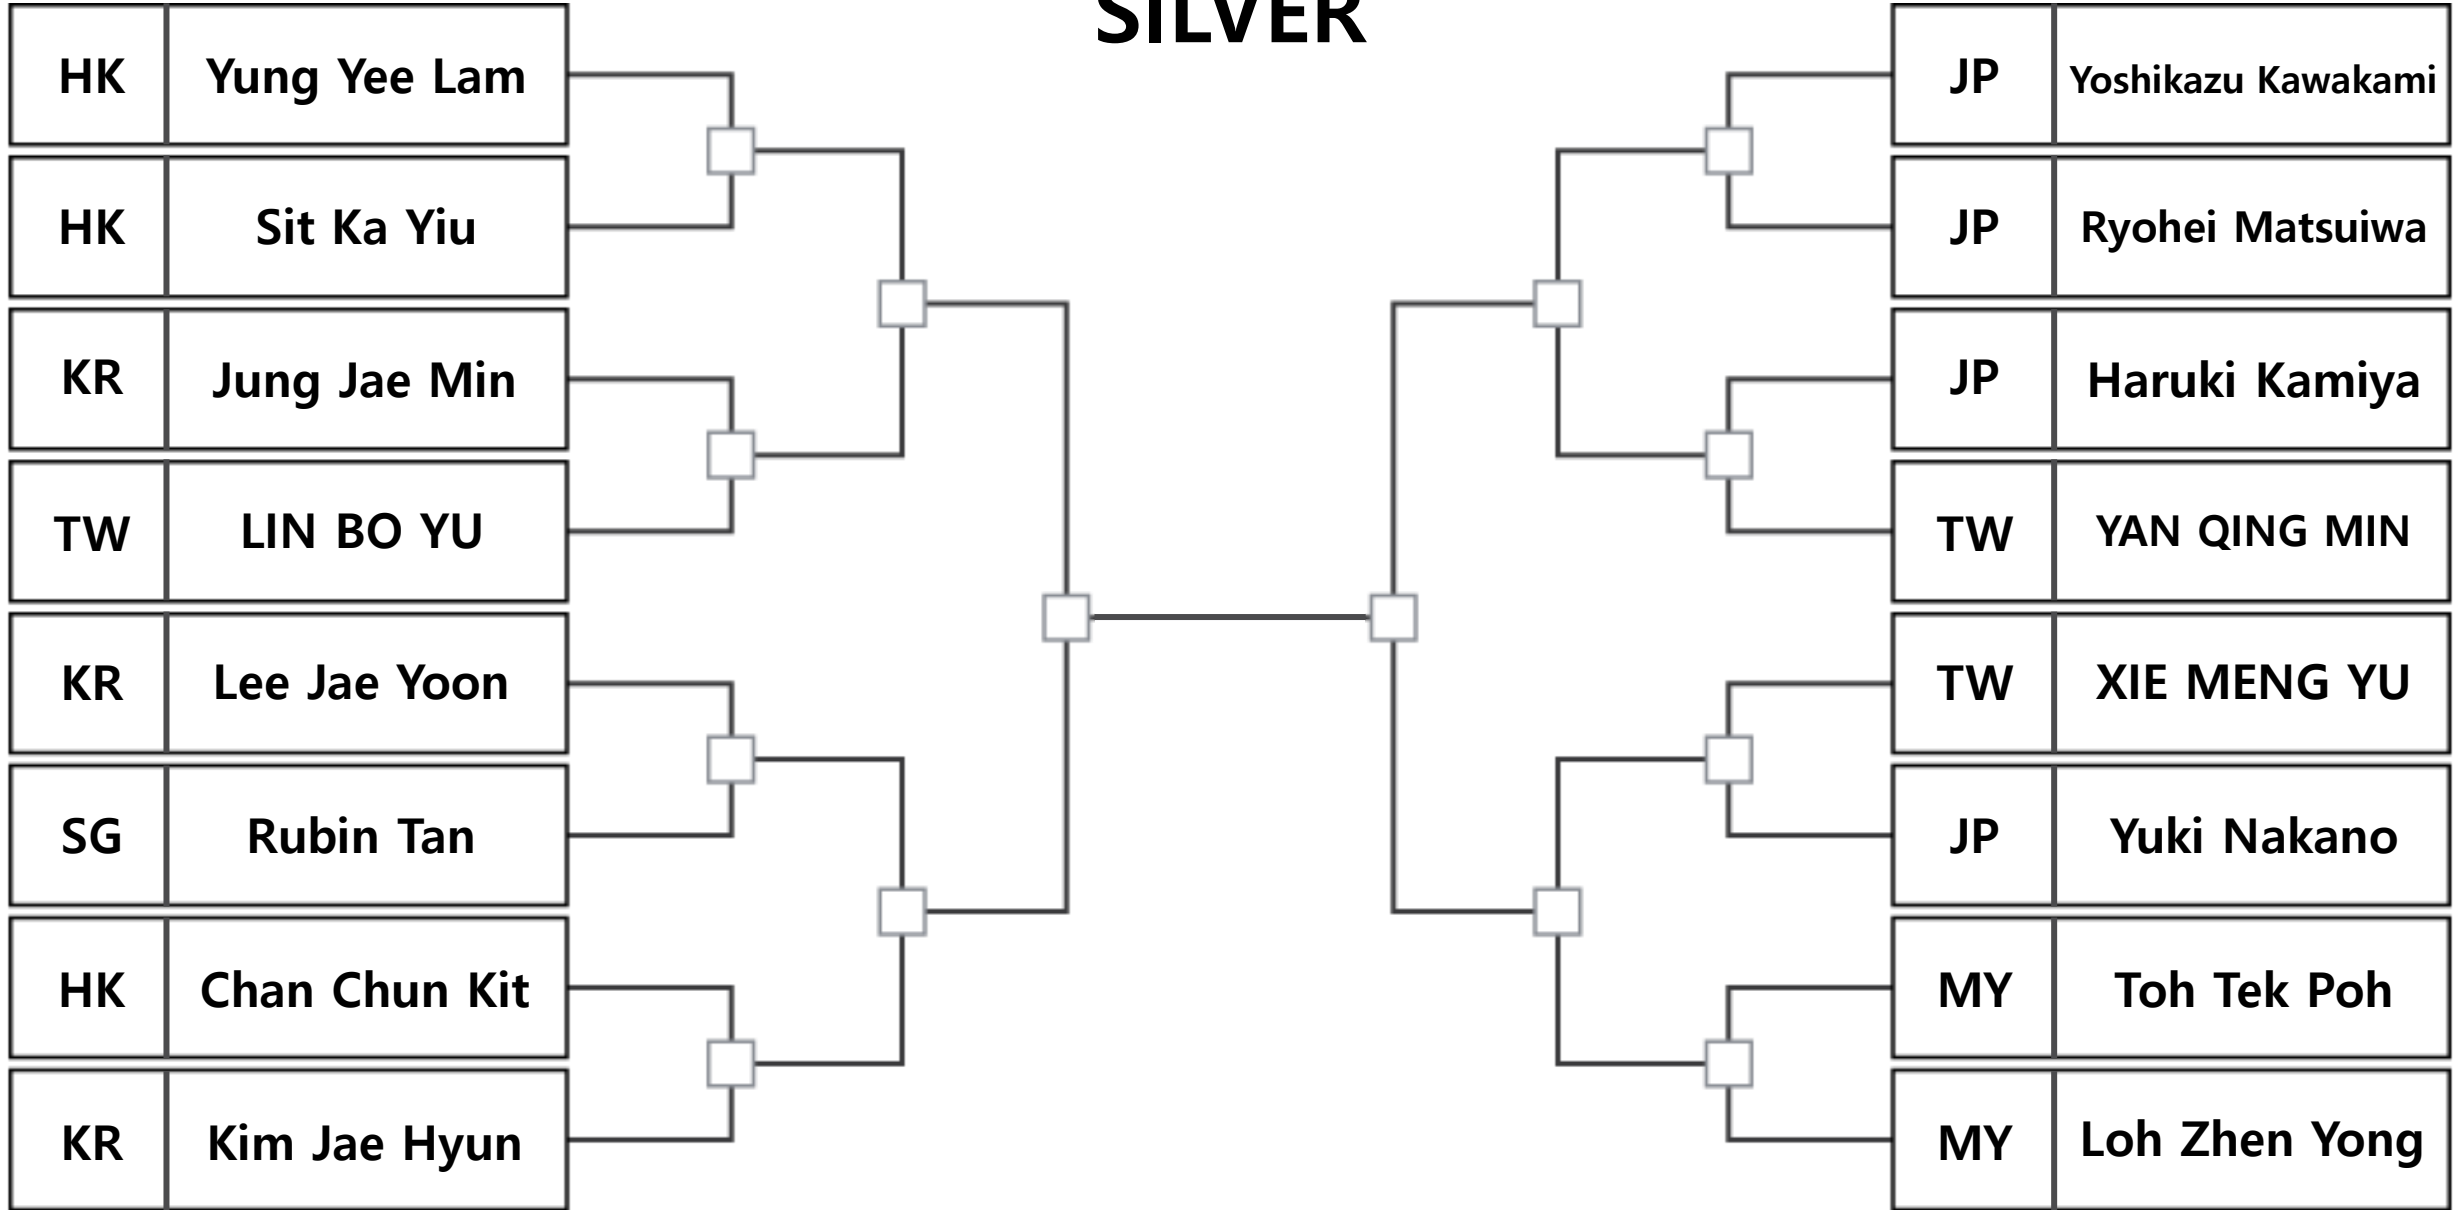 SILVER
HK Yung Yee Lam
HK Sit Ka Yiu
KR Jung Jae Min
TW LIN BO YU
KR Lee Jae Yoon
SG Rubin Tan
HK Chan Chun Kit
KR Kim Jae Hyun
JP Yoshikazu Kawakami
JP Ryohei Matsuiwa
JP Haruki Kamiya
TW YAN QING MIN
TW XIE MENG YU
JP Yuki Nakano
MY Toh Tek Poh
MY Loh Zhen Yong